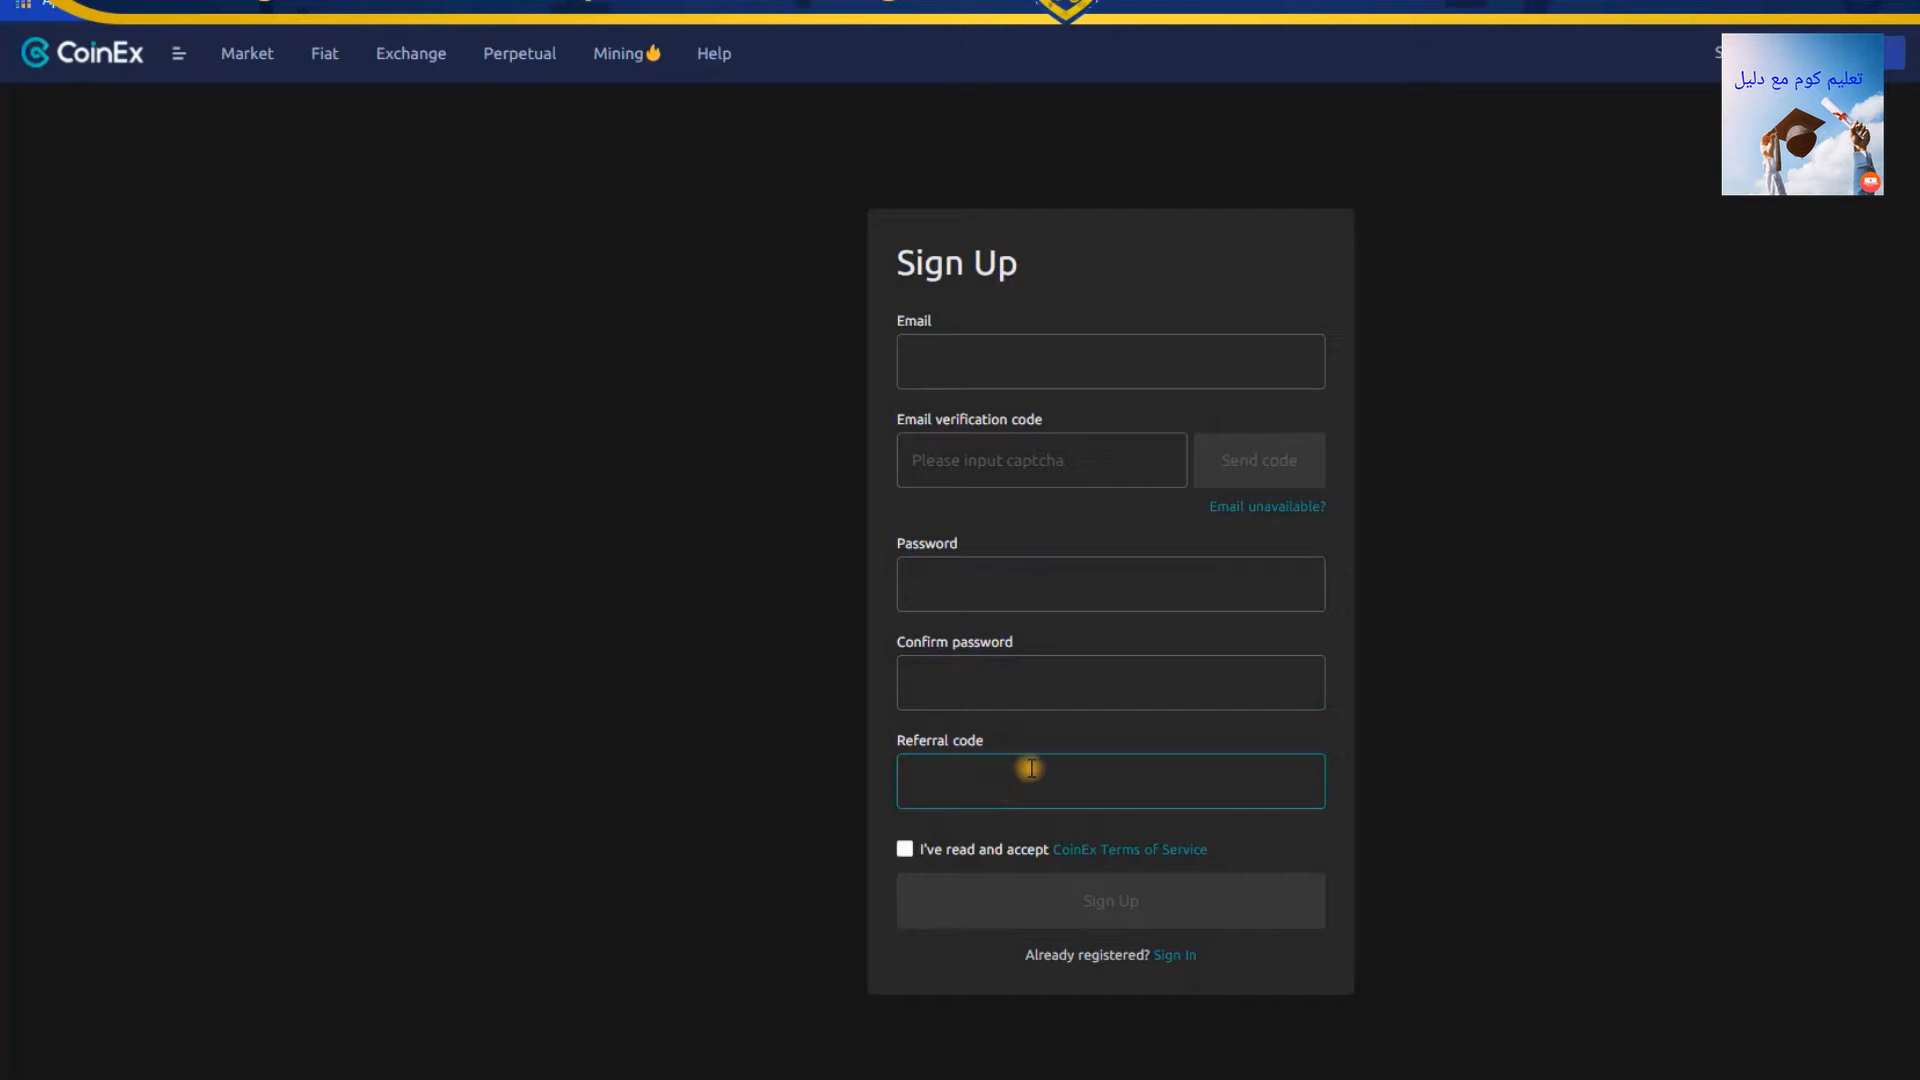 CoinEx
Market
Fiat
Exchange
Perpetual
Mining
Help
تعليم كوم مع دليل
Sign Up
Email
Email verification code
Please input captcha
Send code
Email unavailable?
Password
Confirm password
Referral code
I've read and accept CoinEx Terms of Service
Sign Up
Already registered? Sign In